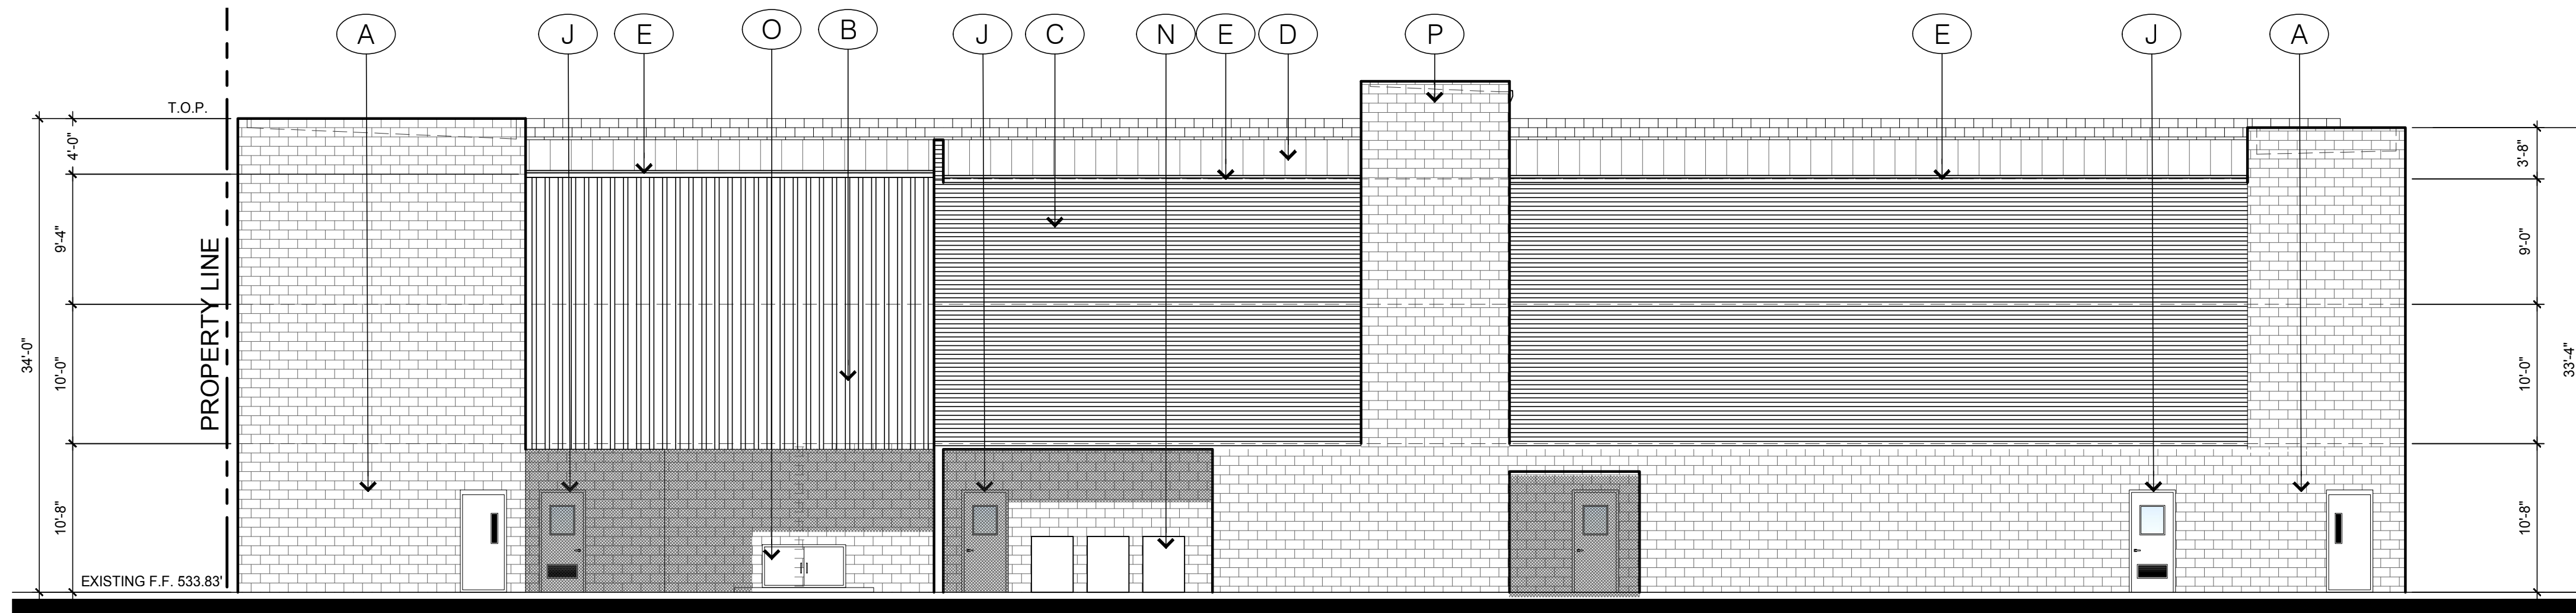 A J E O B J C N E D P E J A
T.O.P.
4'-0"
9'-4"
10'-0"
10'-8"
34'-0"
PROPERTY LINE
EXISTING F.F. 533.83'
3'-8"
9'-0"
10'-0"
10'-8"
33'-4"